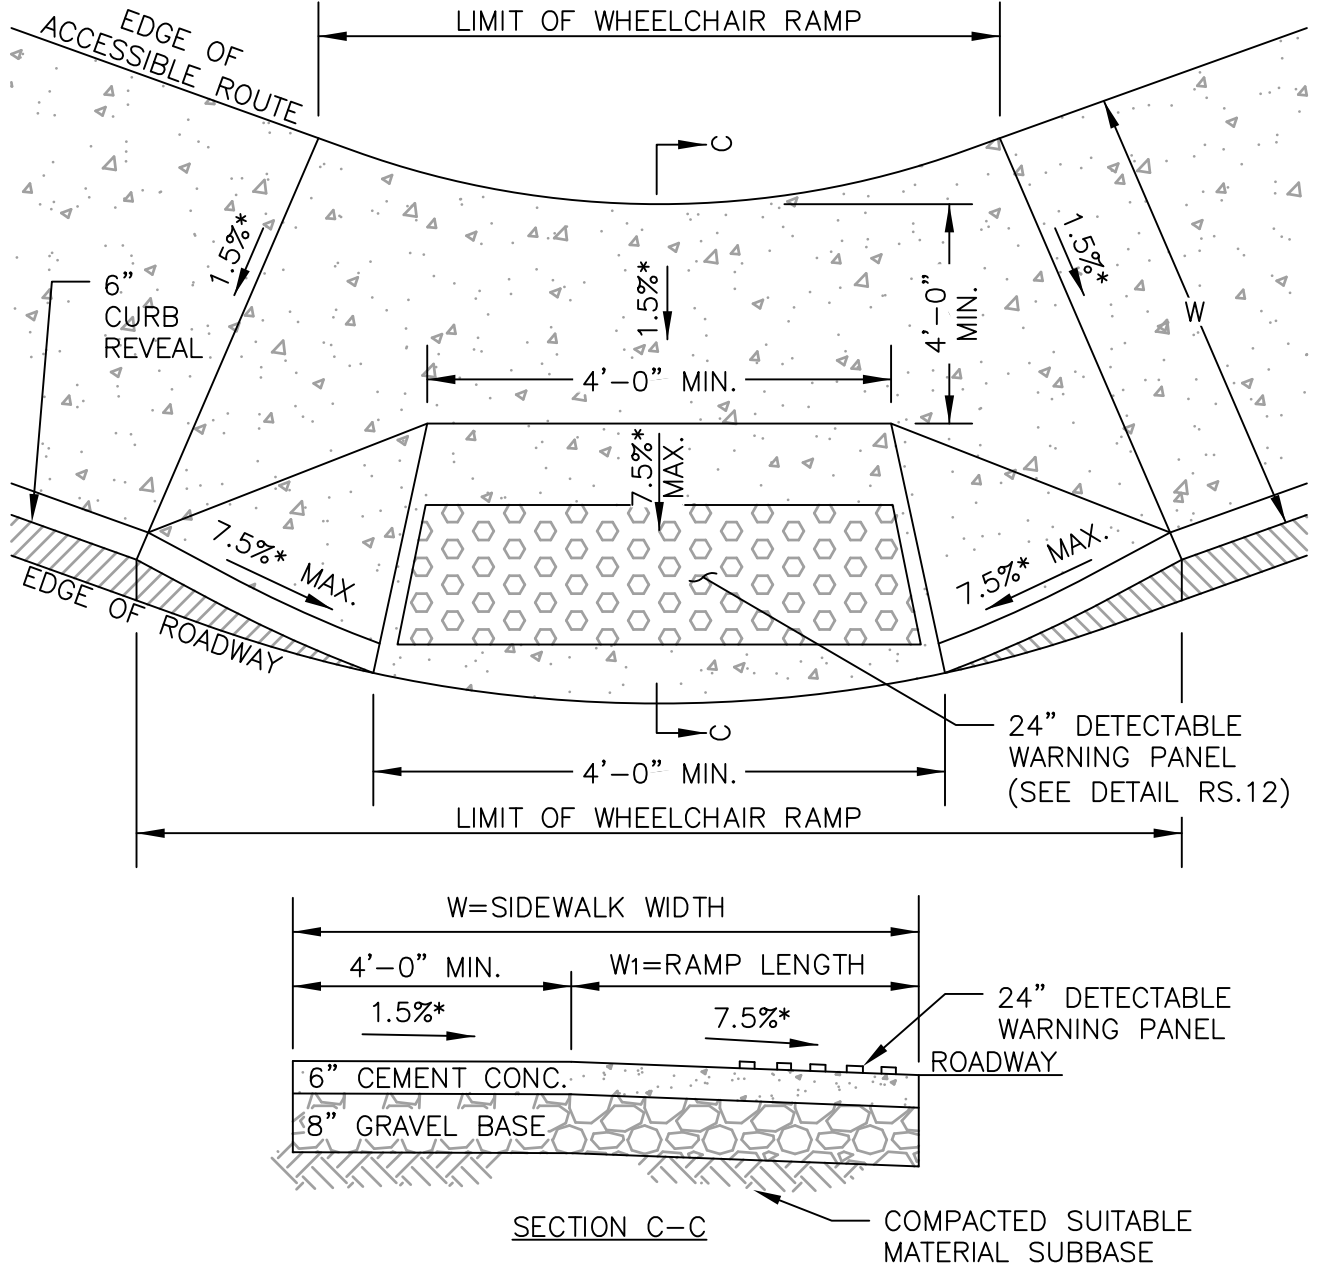 LIMIT OF WHEELCHAIR RAMP
EDGE OF
ACCESSIBLE ROUTE
C
1.5%*
1.5%*
1.5%*
6"
CURB
REVEAL
4'-0"
MIN.
W
4'-0" MIN.
7.5%*
MAX.
7.5%* MAX.
7.5%* MAX.
EDGE OF ROADWAY
C
24" DETECTABLE
WARNING PANEL
(SEE DETAIL RS.12)
4'-0" MIN.
LIMIT OF WHEELCHAIR RAMP
W=SIDEWALK WIDTH
4'-0" MIN.
W1=RAMP LENGTH
1.5%*
7.5%*
24" DETECTABLE
WARNING PANEL
ROADWAY
6" CEMENT CONC.
8" GRAVEL BASE
SECTION C-C
COMPACTED SUITABLE
MATERIAL SUBBASE